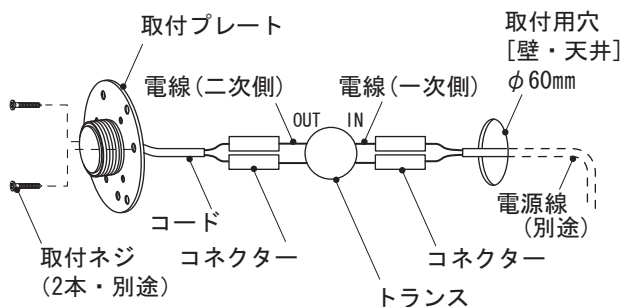 取付プレート
取付用穴
[壁・天井]
φ60mm
電線(二次側)
電線(一次側)
OUT
IN
コード
コネクター
コネクター
電源線
(別途)
取付ネジ
(2本・別途)
トランス